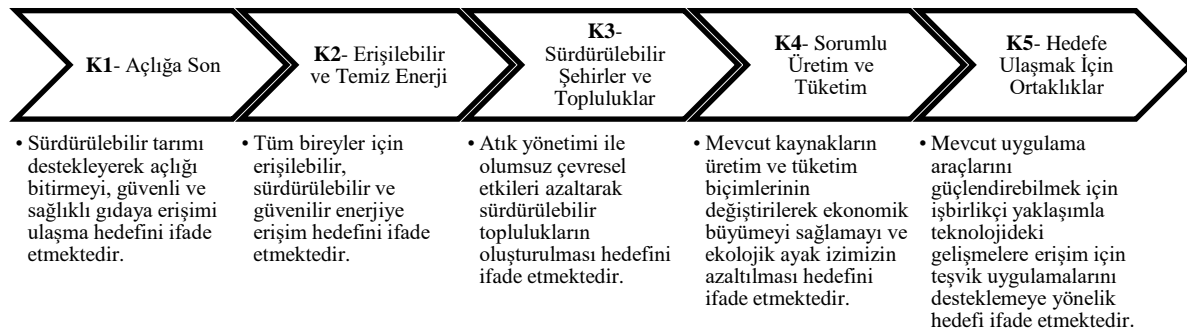 K1- Açlığa Son
K2- Erişilebilir
ve Temiz Enerji
K3-
Sürdürülebilir
Şehirler ve
Topluluklar
K4- Sorumlu
Üretim ve
Tüketim
K5- Hedefe
Ulaşmak İçin
Ortaklıklar
• Sürdürülebilir tarımı
destekleyerek açlığı
bitirmeyi, güvenli ve
sağlıklı gıdaya erişimi
ulaşma hedefini ifade
etmektedir.
• Tüm bireyler için
erişilebilir,
sürdürülebilir ve
güvenilir enerjiye
erişim hedefini ifade
etmektedir.
• Atık yönetimi ile
olumsuz çevresel
etkileri azaltarak
sürdürülebilir
toplulukların
oluşturulması hedefini
ifade etmektedir.
• Mevcut kaynakların
üretim ve tüketim
biçimlerinin
değiştirilerek ekonomik
büyümeyi sağlamayı ve
ekolojik ayak izimizin
azaltılması hedefini
ifade etmektedir.
• Mevcut uygulama
araçlarını
güçlendirebilmek için
işbirlikçi yaklaşımla
teknolojideki
gelişmelere erişim için
teşvik uygulamalarını
desteklemeye yönelik
hedefi ifade etmektedir.